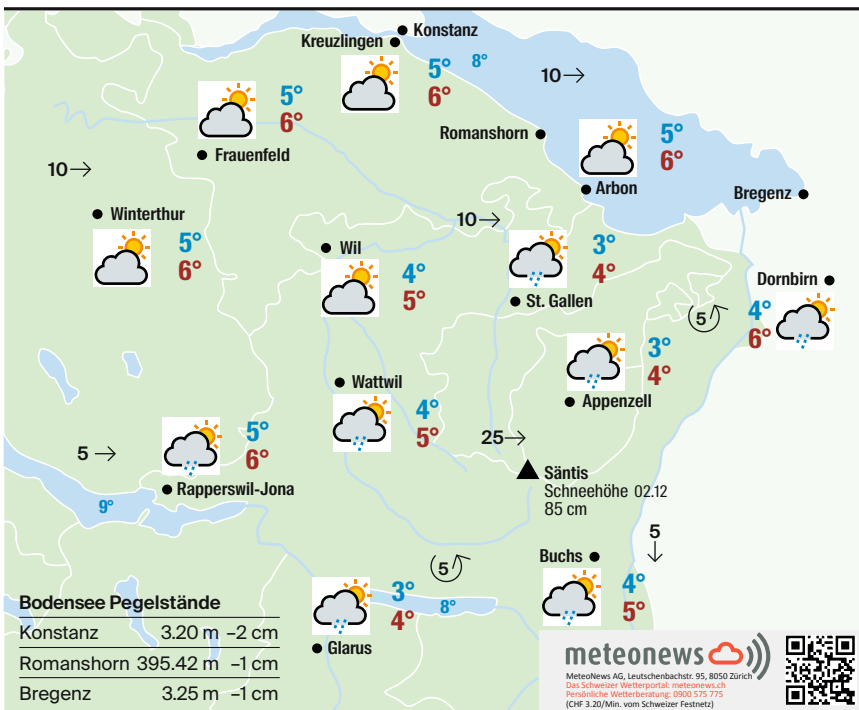 Konstanz
Kreuzlingen
5° 8°
6°
10
5°
6°
Frauenfeld
Romanshorn
5°
6°
Arbon
Bregenz
10
Winterthur
5°
6°
10
Wil
4°
5°
3°
4°
St. Gallen
Dornbirn
4°
6°
5
3°
4°
Appenzell
Wattwil
4°
5°
5
5°
6°
Rapperswil-Jona
9°
25
Säntis
Schneehöhe 02.12
85 cm
5
5
Buchs
4°
5°
3°
4°
8°
Glarus
Bodensee Pegelstände
Konstanz 3.20 m –2 cm
Romanshorn 395.42 m –1 cm
Bregenz 3.25 m –1 cm
meteonews
MeteoNews AG, Leutschenbachstr. 95, 8050 Zürich
Das Schweizer Wetterportal: meteonews.ch
Persönliche Wetterberatung: 0900 575 775
(CHF 3.20/Min. vom Schweizer Festnetz)